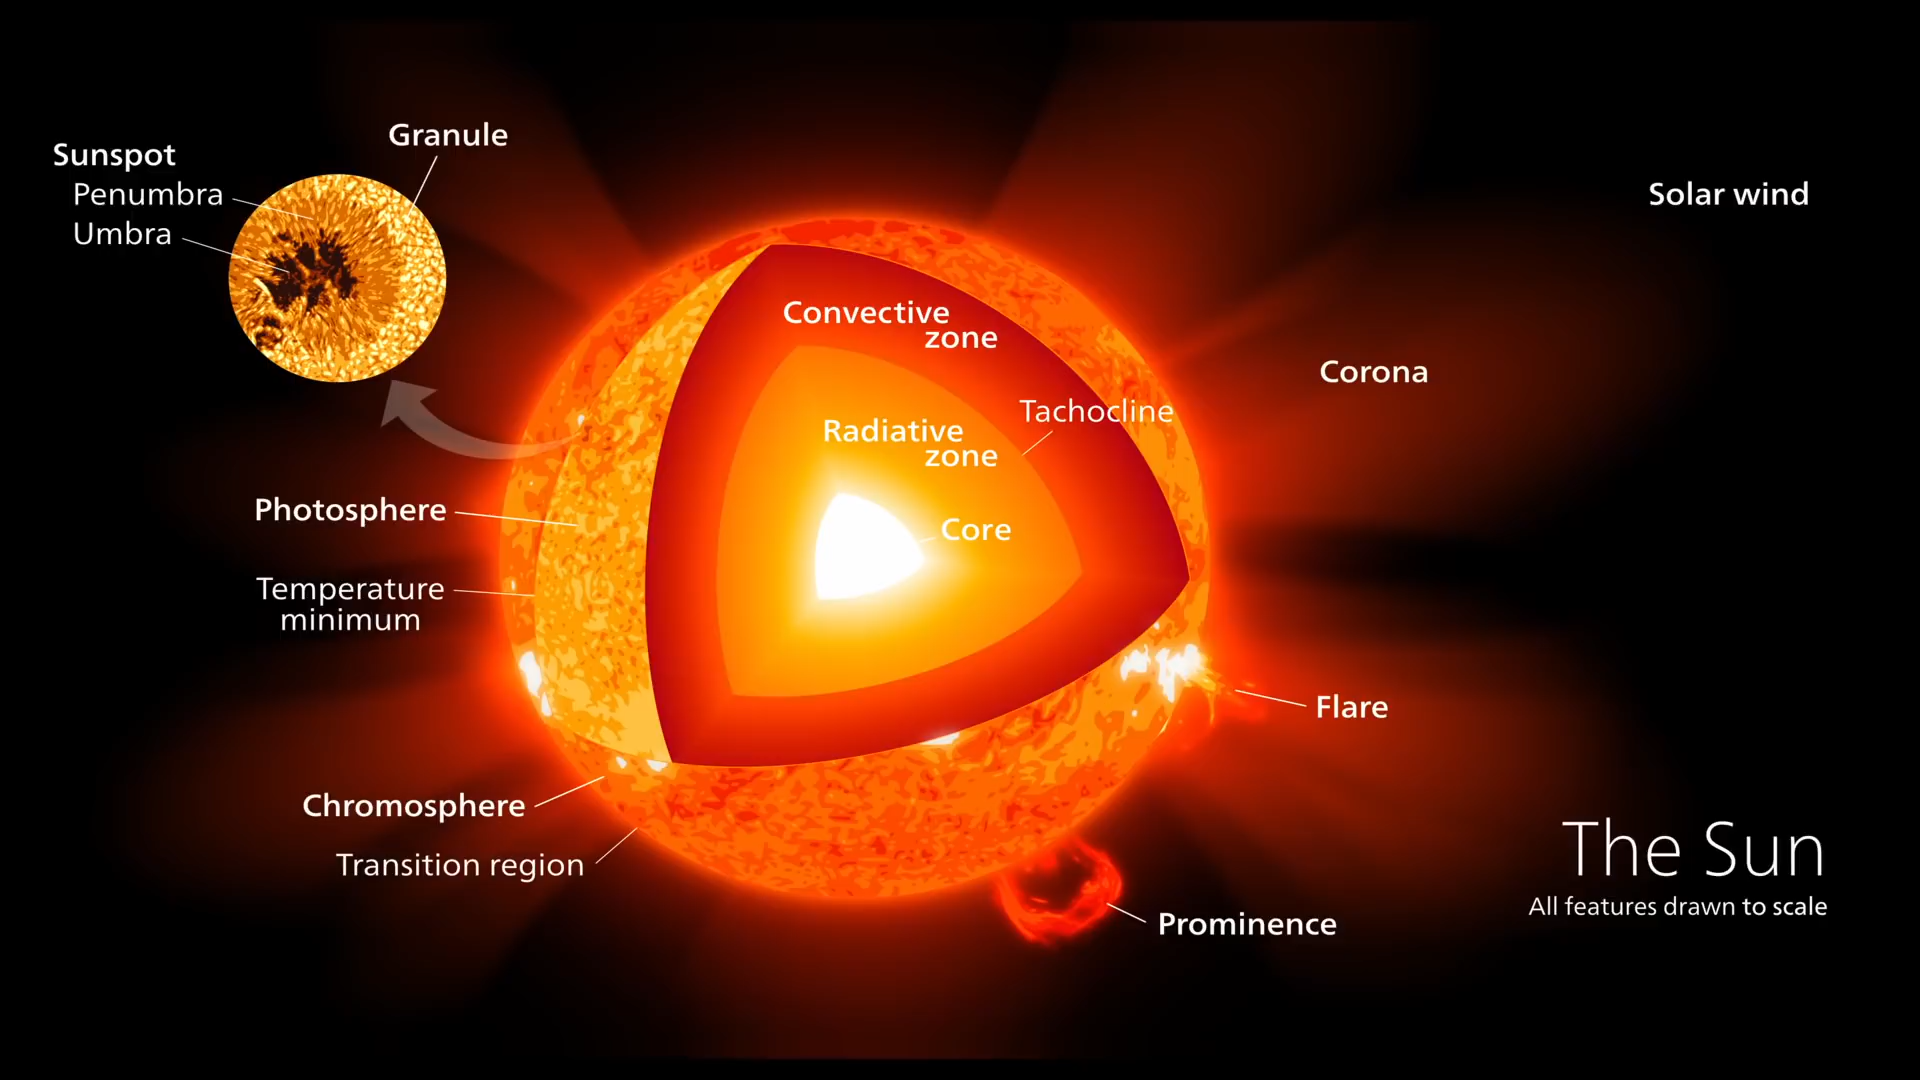 Granule
Sunspot
Penumbra
Umbra
Solar wind
Convective
zone
Corona
Tachocline
Radiative
zone
Photosphere
Core
Temperature
minimum
Flare
Chromosphere
Transition region
The Sun
All features drawn to scale
Prominence